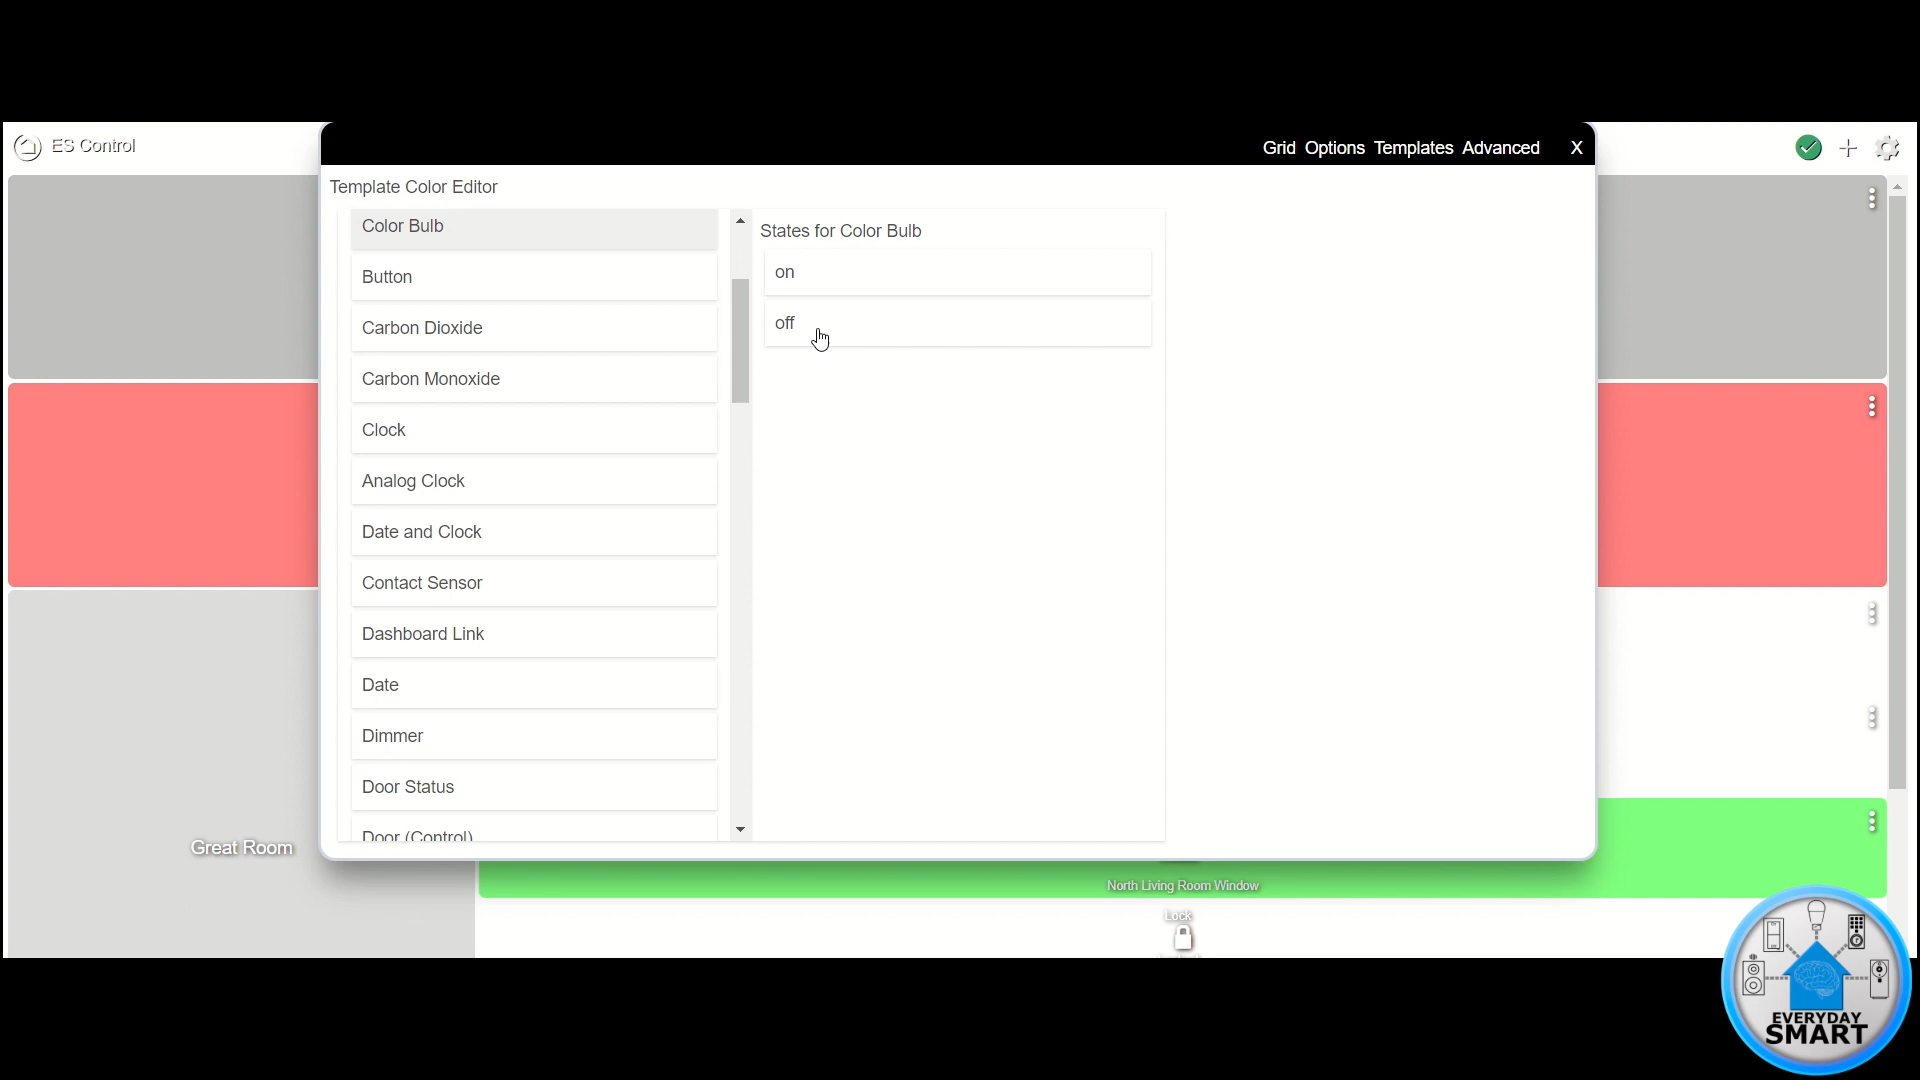 ES Control
Grid Options Templates Advanced X
Template Color Editor
Color Bulb
Button
Carbon Dioxide
Carbon Monoxide
Clock
Analog Clock
Date and Clock
Contact Sensor
Dashboard Link
Date
Dimmer
Door Status
Door (Control)
States for Color Bulb
on
off
Great Room
North Living Room Window
Lock
EVERYDAY
SMART